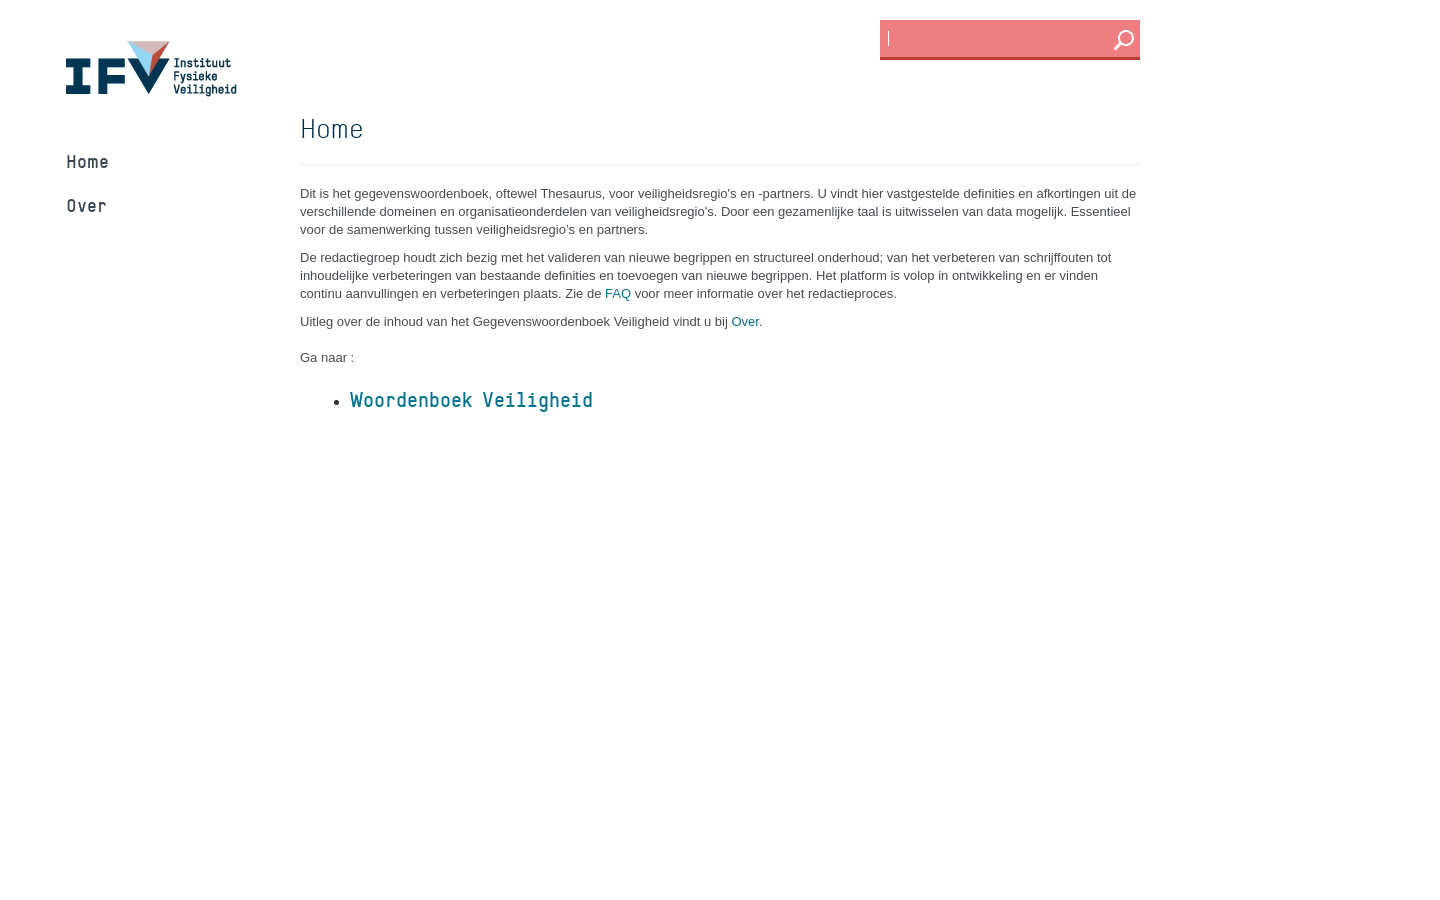 IFV Instituut
Fysieke
Veiligheid
Home
Over
Home
Dit is het gegevenswoordenboek, oftewel Thesaurus, voor veiligheidsregio's en -partners. U vindt hier vastgestelde definities en afkortingen uit de
verschillende domeinen en organisatieonderdelen van veiligheidsregio's. Door een gezamenlijke taal is uitwisselen van data mogelijk. Essentieel
voor de samenwerking tussen veiligheidsregio’s en partners.
De redactiegroep houdt zich bezig met het valideren van nieuwe begrippen en structureel onderhoud; van het verbeteren van schrijffouten tot
inhoudelijke verbeteringen van bestaande definities en toevoegen van nieuwe begrippen. Het platform is volop in ontwikkeling en er vinden
continu aanvullingen en verbeteringen plaats. Zie de FAQ voor meer informatie over het redactieproces.
Uitleg over de inhoud van het Gegevenswoordenboek Veiligheid vindt u bij Over.
Ga naar :
• Woordenboek Veiligheid